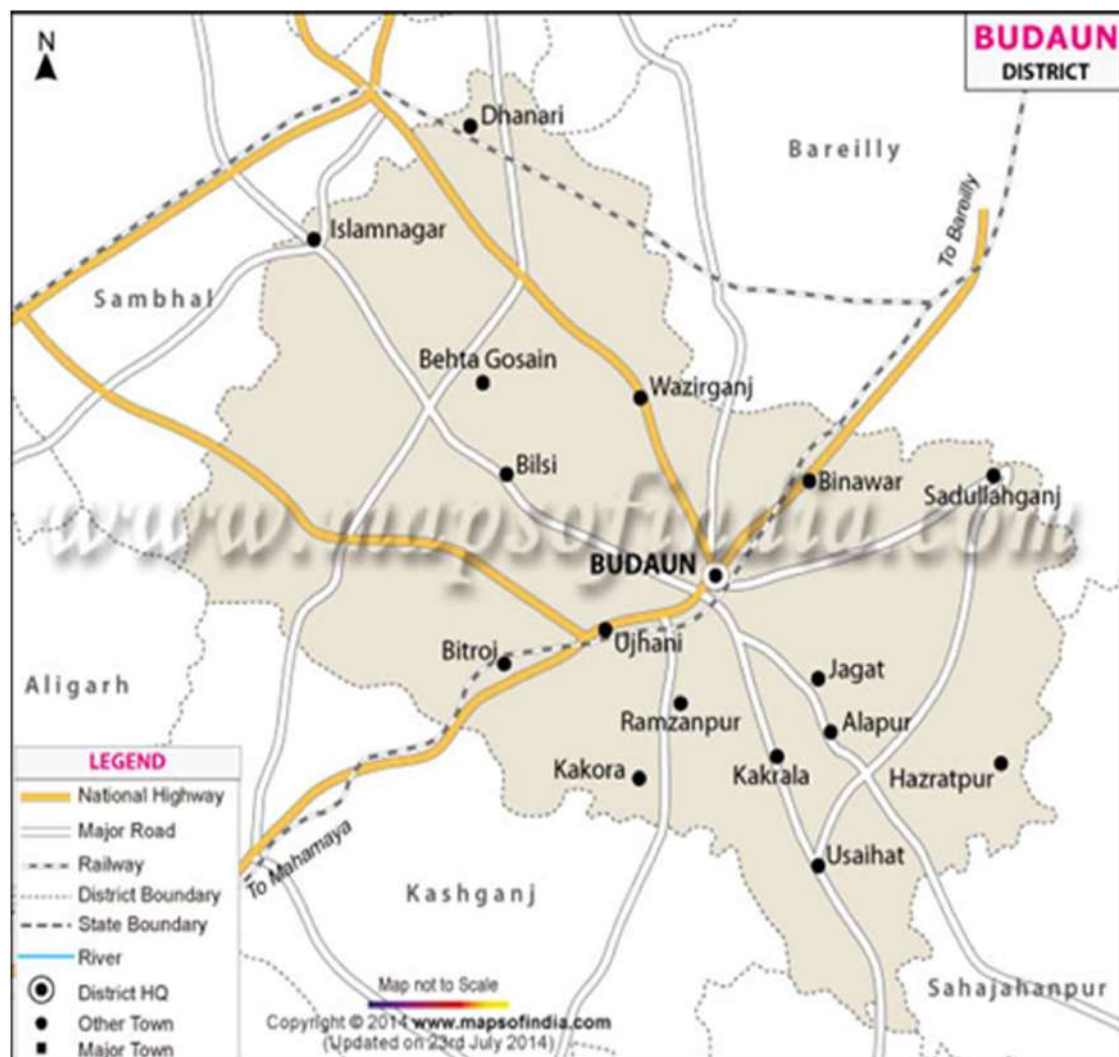 N
BUDAUN
DISTRICT
Dhanari
Bareilly
To Bareilly
Islamnagar
Sambhal
Behta Gosain
Wazirganj
Bilsi
Binawar
Sadullahganj
www.mapsofindia.com
BUDAUN
Ujhani
Bitroi
Aligarh
Jagat
Ramzanpur
Alapur
Kakora
Kakrala
Hazratpur
Usaihat
To Mahamaya
Kashganj
Sahajahanpur
LEGEND
National Highway
Major Road
Railway
District Boundary
State Boundary
River
District HQ
Other Town
Major Town
Map not to Scale
Copyright © 2014 www.mapsofindia.com
(Updated on 23rd July 2014)